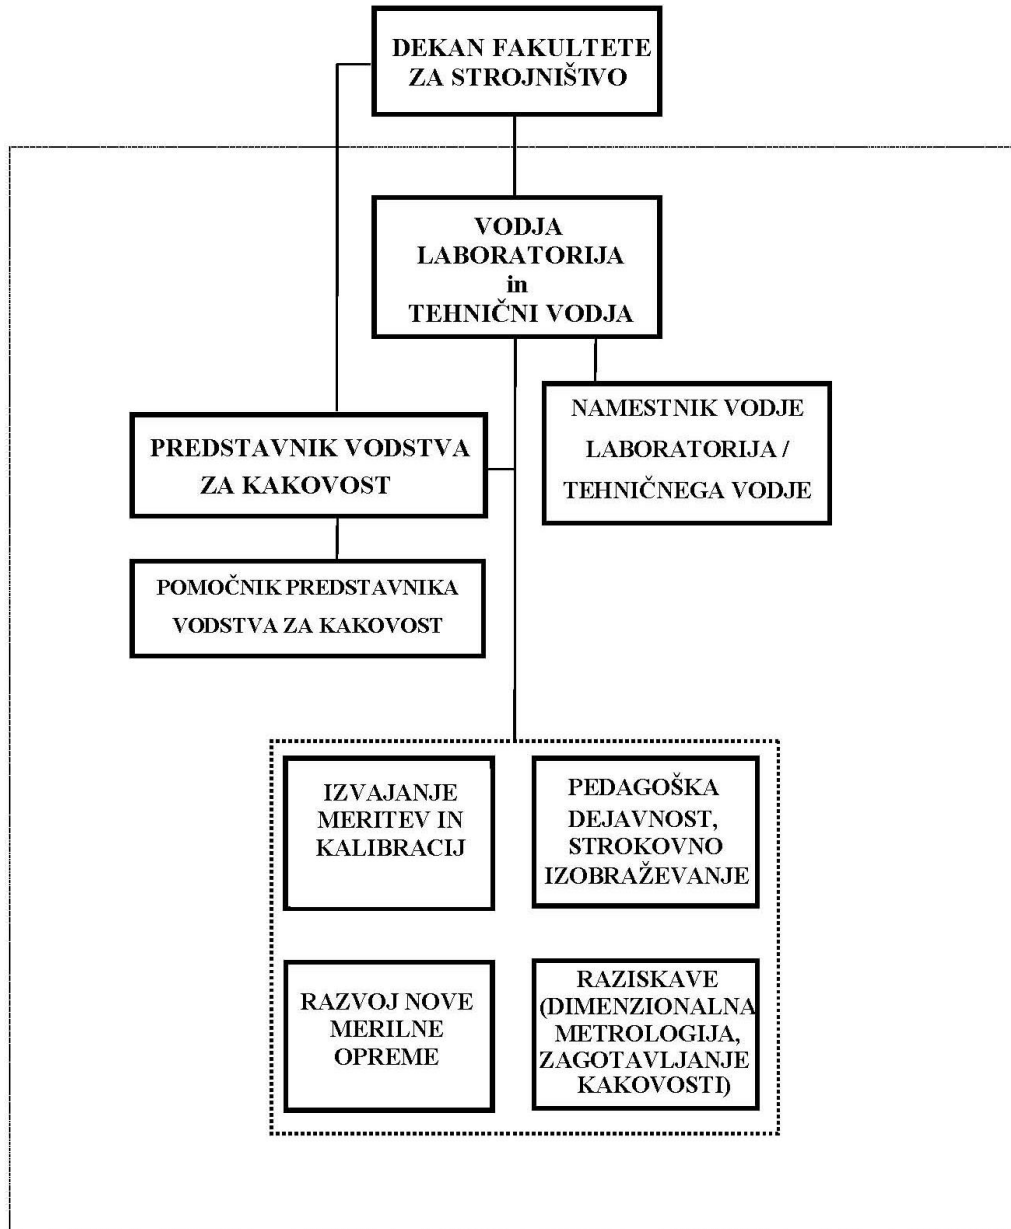 DEKAN FAKULTETE
ZA STROJNIŠTVO
VODJA
LABORATORIJA
in
TEHNIČNI VODJA
NAMESTNIK VODJE
LABORATORIJA /
TEHNIČNEGA VODJE
PREDSTAVNIK VODSTVA
ZA KAKOVOST
POMOČNIK PREDSTAVNIKA
VODSTVA ZA KAKOVOST
IZVAJANJE
MERITEV IN
KALIBRACIJ
PEDAGOŠKA
DEJAVNOST,
STROKOVNO
IZOBRAŽEVANJE
RAZVOJ NOVE
MERILNE
OPREME
RAZISKAVE
(DIMENZIONALNA
METROLOGIJA,
ZAGOTAVLJANJE
KAKOVOSTI)